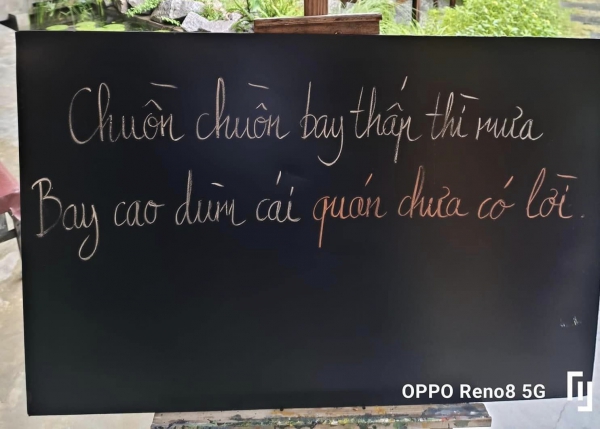 Chuồn chuồn bay thấp thì mưa
Bay cao dùm cái quán chưa có lời.
OPPO Reno8 5G